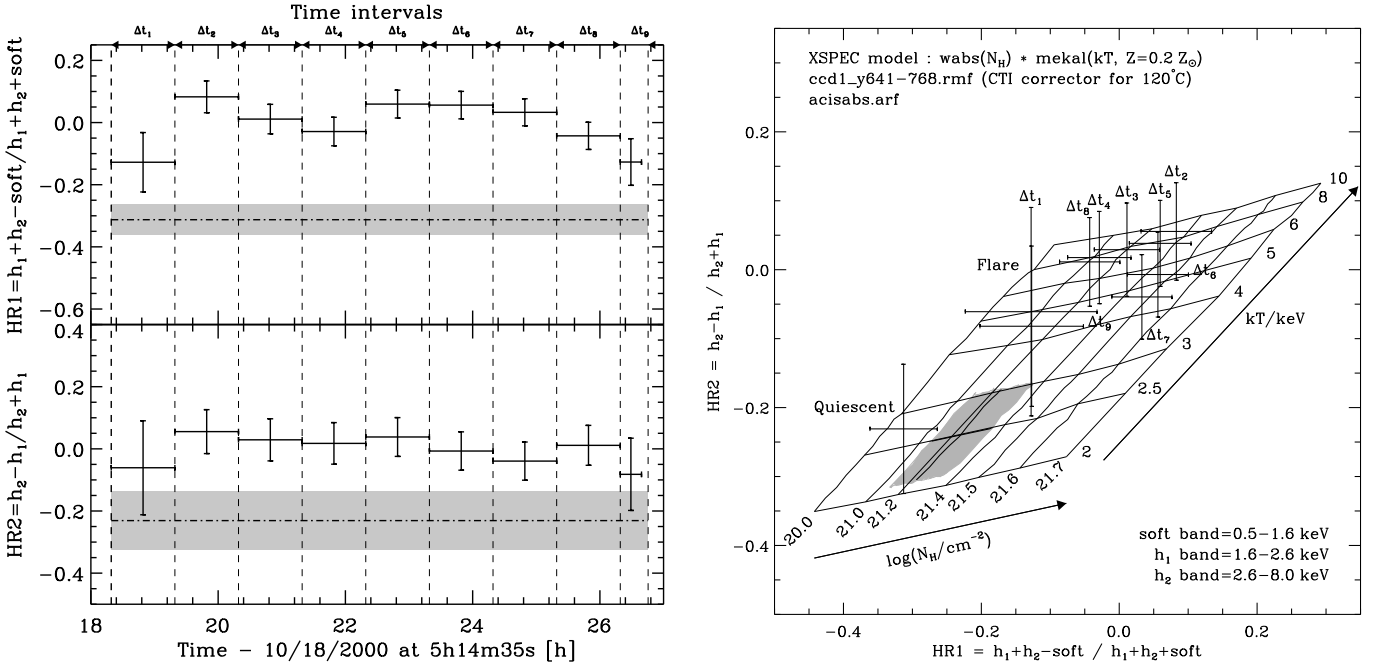 Time intervals
Δt₁ Δt₂ Δt₃ Δt₄ Δt₅ Δt₆ Δt₇ Δt₈ Δt₉
HR1=h₁+h₂−soft/h₁+h₂+soft
0.2
0.0
−0.2
−0.4
−0.6
HR2=h₂−h₁/h₂+h₁
0.4
0.2
0.0
−0.2
−0.4
18 20 22 24 26
Time − 10/18/2000 at 5h14m35s [h]
XSPEC model : wabs(N_H) * mekal(kT, Z=0.2 Z⊙)
ccd1_y641−768.rmf (CTI corrector for 120°C)
acisabs.arf
HR2 = h₂−h₁ / h₂+h₁
0.2
0.0
−0.2
−0.4
Δt₁ Δt₈ Δt₄ Δt₃ Δt₅ Δt₂
Δt₆
Δt₉
Δt₇
Flare
Quiescent
10
8
6
5
4
3
2.5
2
kT/keV
20.0 21.0 21.2 21.4 21.5 21.6 21.7
log(N_H/cm⁻²)
soft band=0.5−1.6 keV
h₁ band=1.6−2.6 keV
h₂ band=2.6−8.0 keV
−0.4 −0.2 0.0 0.2
HR1 = h₁+h₂−soft / h₁+h₂+soft